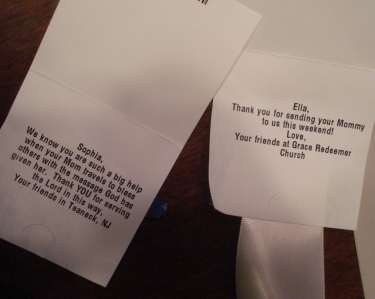 Sophia,
We know you are such a big help
when your Mom travels to bless
others with the message God has
given her. Thank YOU for serving
the Lord in this way.
Your friends in Teaneck, NJ
Ella,
Thank you for sending your Mommy
to us this weekend!
Love,
Your friends at Grace Redeemer
Church